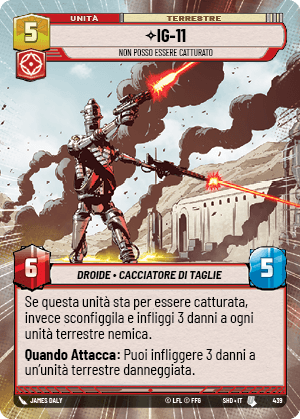 5
UNITÀ
TERRESTRE
✧IG-11
NON POSSO ESSERE CATTURATO
6
DROIDE • CACCIATORE DI TAGLIE
5
Se questa unità sta per essere catturata,
invece sconfiggila e infliggi 3 danni a ogni
unità terrestre nemica.
Quando Attacca: Puoi infliggere 3 danni a
un'unità terrestre danneggiata.
JAMES DALY
© LFL © FFG
SHD • IT
439